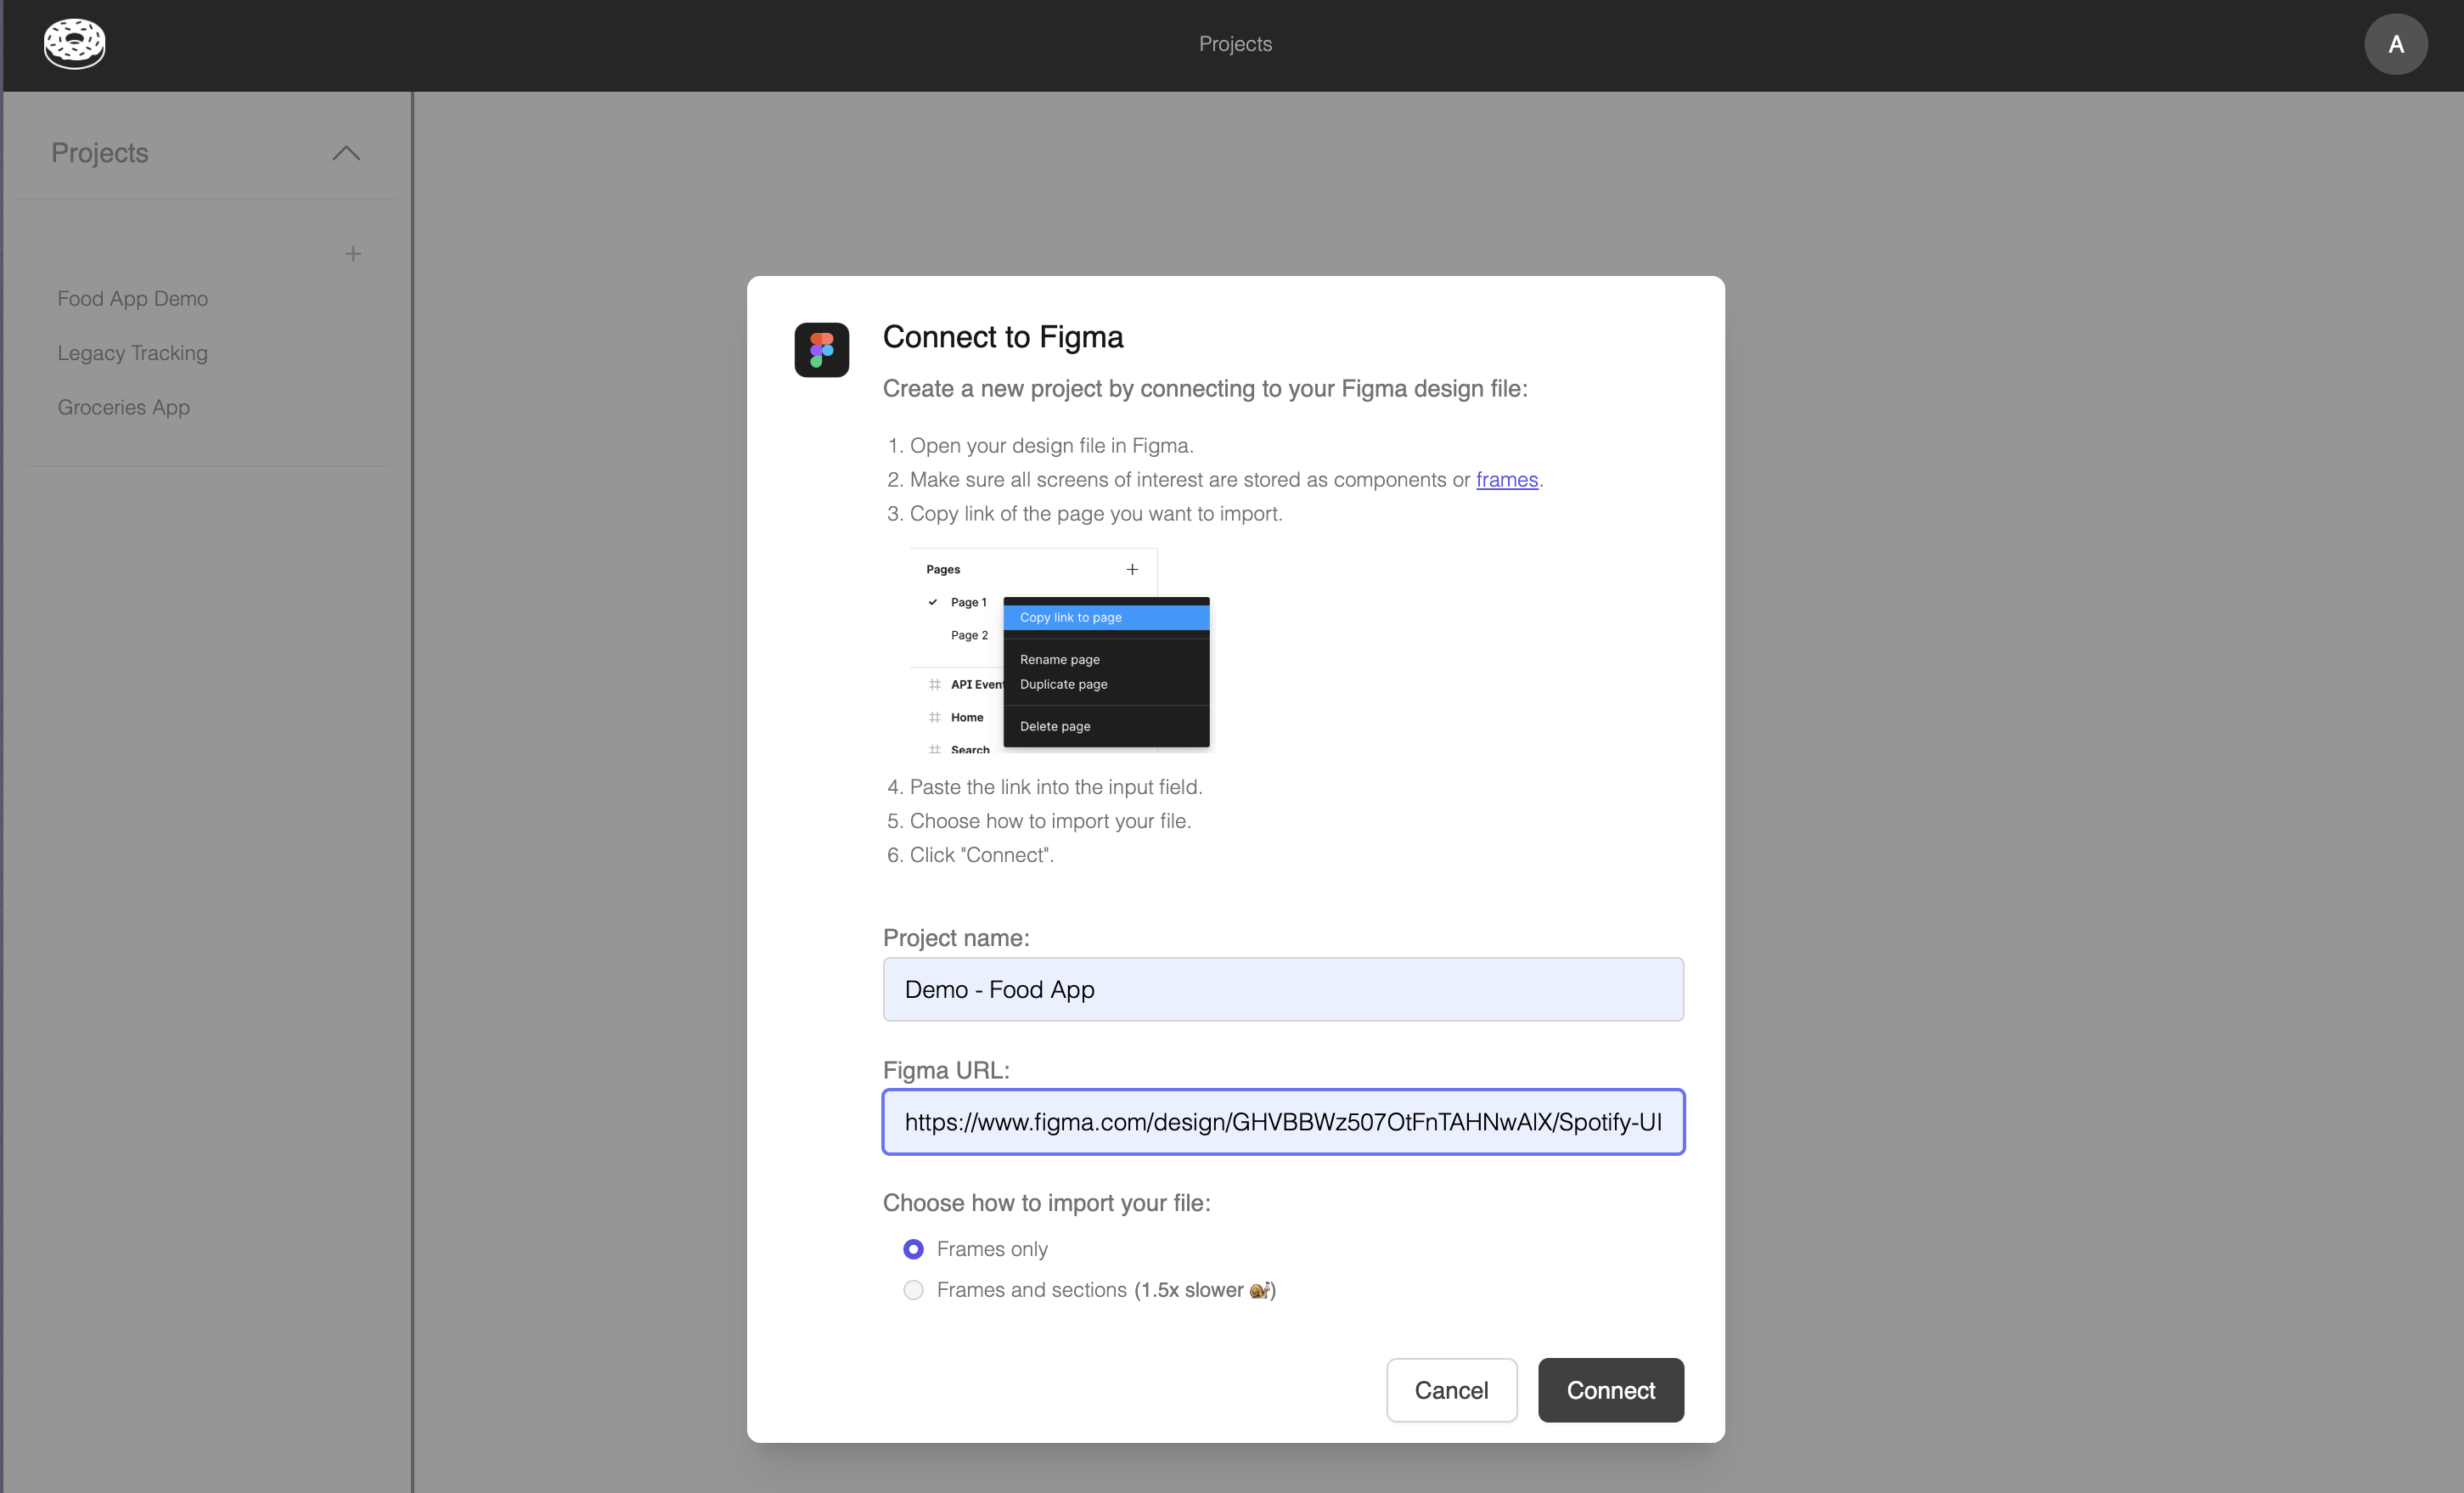 Projects
A
Projects
+
Food App Demo
Legacy Tracking
Groceries App
Connect to Figma
Create a new project by connecting to your Figma design file:
1. Open your design file in Figma.
2. Make sure all screens of interest are stored as components or frames.
3. Copy link of the page you want to import.
Pages +
Page 1
Copy link to page
Page 2
Rename page
API Even
Duplicate page
Home
Delete page
Search
4. Paste the link into the input field.
5. Choose how to import your file.
6. Click "Connect".
Project name:
Demo - Food App
Figma URL:
https://www.figma.com/design/GHVBBWz507OtFnTAHNwAlX/Spotify-UI
Choose how to import your file:
Frames only
Frames and sections (1.5x slower 🐌)
Cancel
Connect